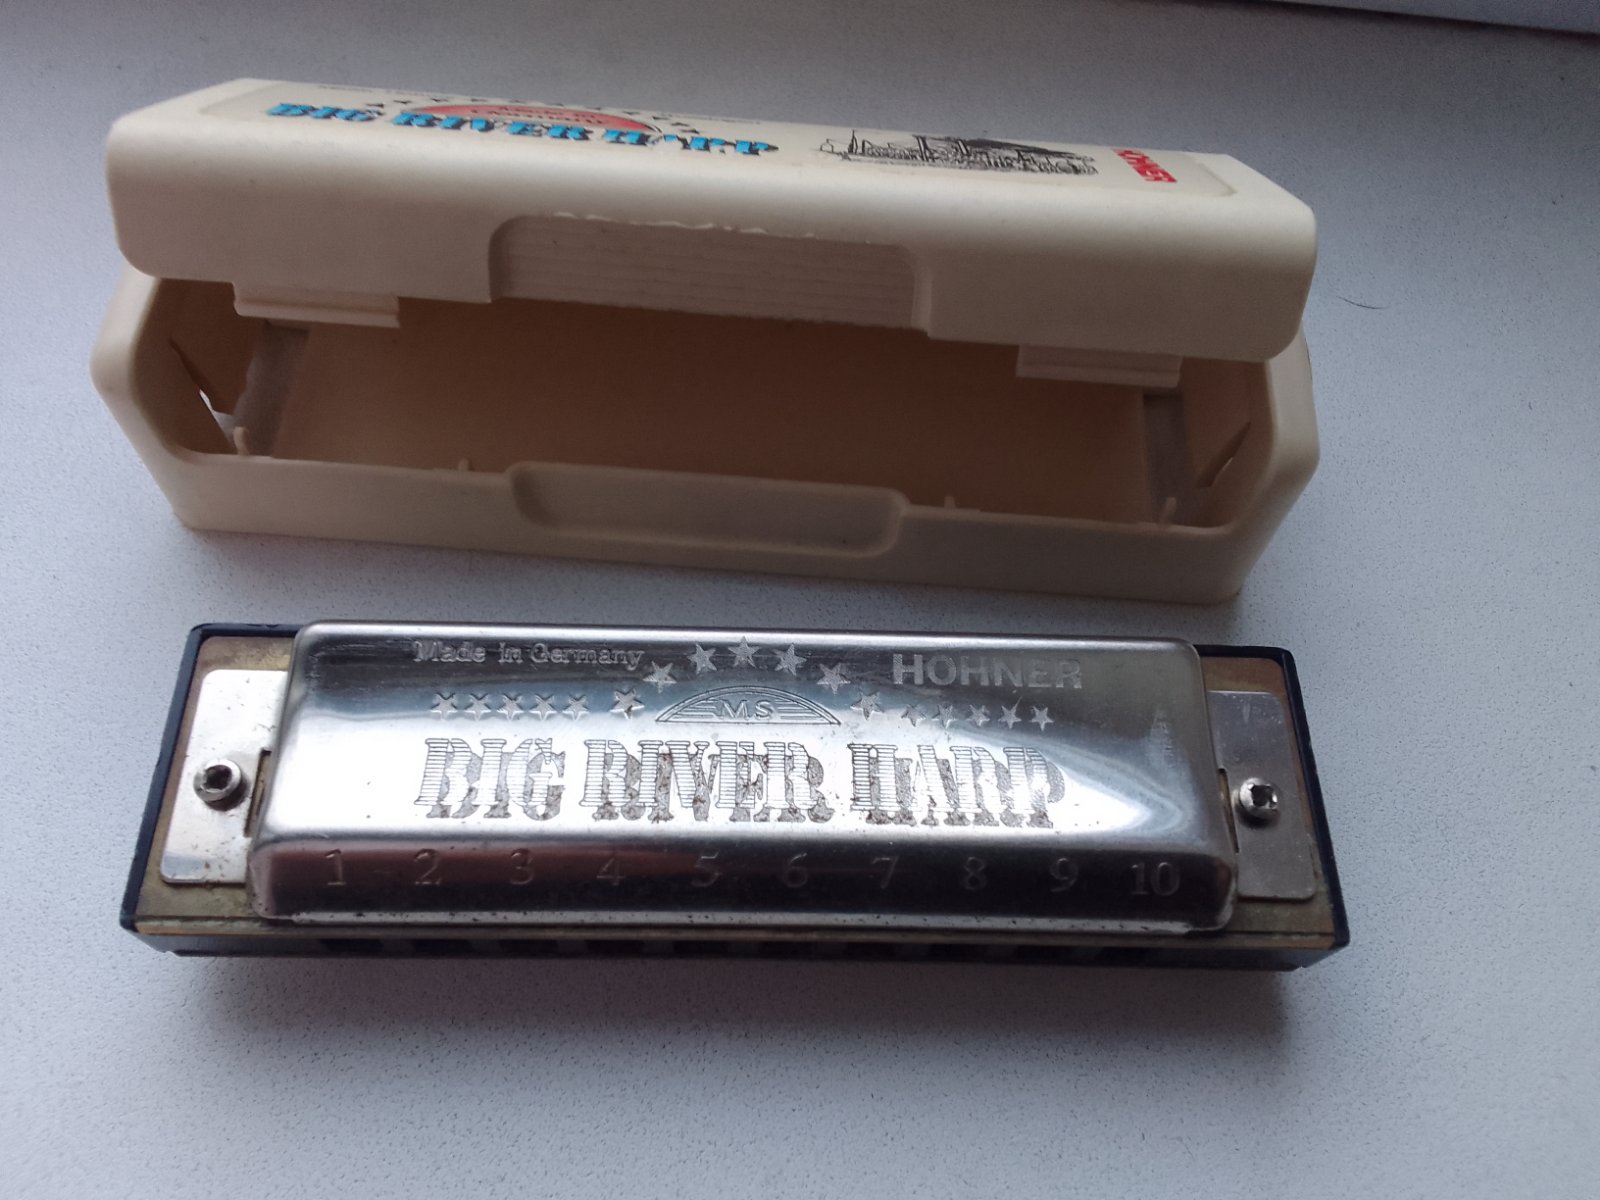 BIG RIVER HARP
HOHNER
Made in Germany
HOHNER
MS
BIG RIVER HARP
1 2 3 4 5 6 7 8 9 10